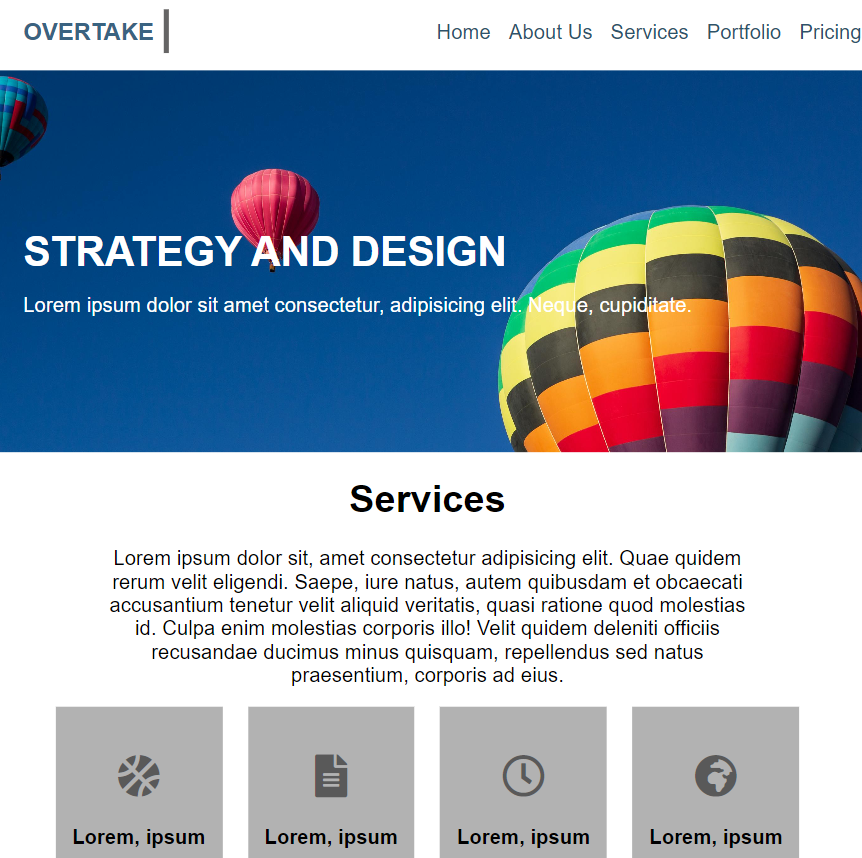 OVERTAKE
Home About Us Services Portfolio Pricing
STRATEGY AND DESIGN
Lorem ipsum dolor sit amet consectetur, adipisicing elit. Neque, cupiditate.
Services
Lorem ipsum dolor sit, amet consectetur adipisicing elit. Quae quidem
rerum velit eligendi. Saepe, iure natus, autem quibusdam et obcaecati
accusantium tenetur velit aliquid veritatis, quasi ratione quod molestias
id. Culpa enim molestias corporis illo! Velit quidem deleniti officiis
recusandae ducimus minus quisquam, repellendus sed natus
praesentium, corporis ad eius.
Lorem, ipsum Lorem, ipsum Lorem, ipsum Lorem, ipsum